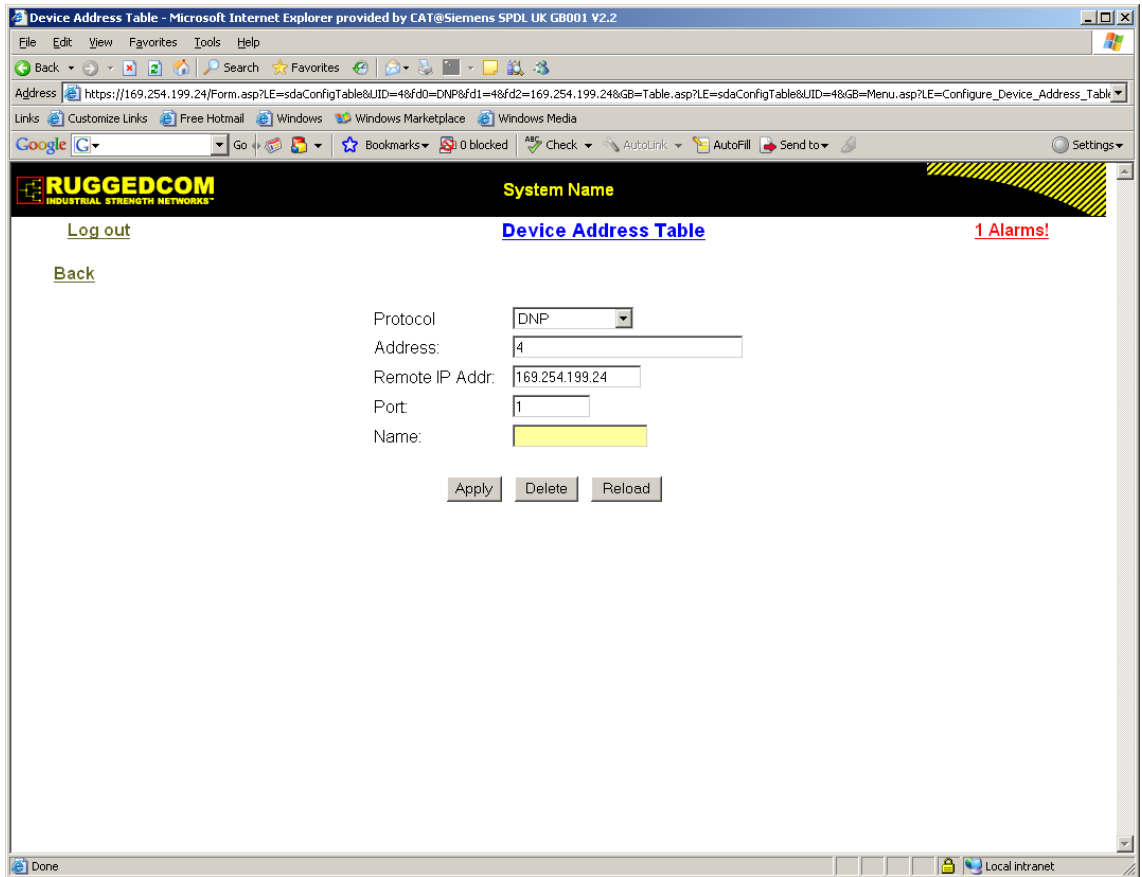 Device Address Table - Microsoft Internet Explorer provided by CAT@Siemens SPDL UK GB001 V2.2
File Edit View Favorites Tools Help
Back Search Favorites
Address https://169.254.199.24/Form.asp?LE=sdaConfigTable&UID=4&fd0=DNP&fd1=4&fd2=169.254.199.24&GB=Table.asp?LE=sdaConfigTable&UID=4&GB=Menu.asp?LE=Configure_Device_Address_Table
Links Customize Links Free Hotmail Windows Windows Marketplace Windows Media
Google G Go Bookmarks 0 blocked ABC Check AutoLink AutoFill Send to Settings
RUGGEDCOM System Name
INDUSTRIAL STRENGTH NETWORKS™
Log out Device Address Table 1 Alarms!
Back
Protocol DNP
Address: 4
Remote IP Addr: 169.254.199.24
Port: 1
Name:
Apply Delete Reload
Done Local intranet